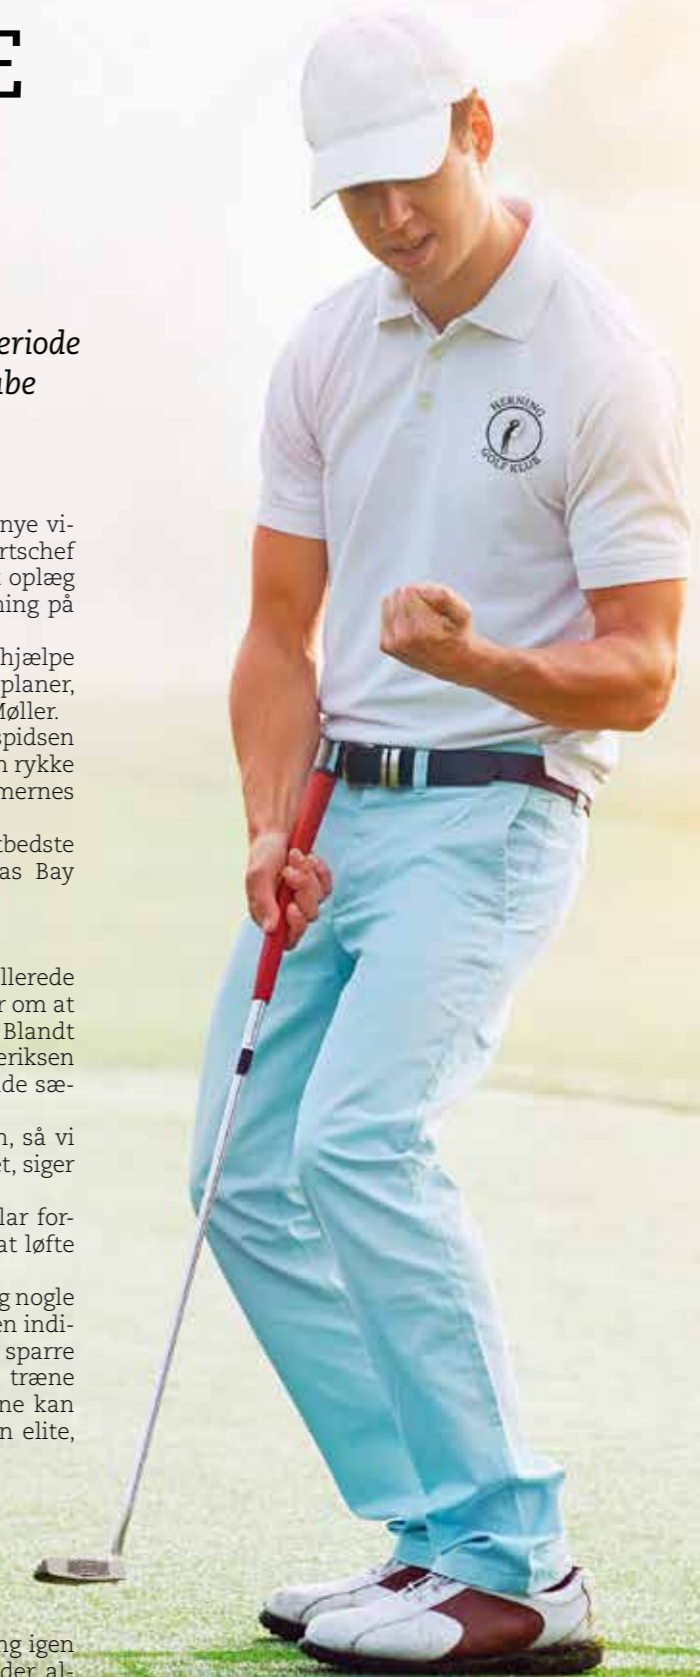 E
eriode
abe
nye vi-
rtschef
oplæg
ning på
hjælpe
planer,
Møller.
spidsen
n rykke
mernes
tbedste
as Bay
llerede
r om at
Blandt
eriksen
de sæ-
n, så vi
et, siger
lar for-
at løfte
g nogle
en indi-
sparre
træne
ne kan
n elite,
ng igen
der al-
HERNING
GOLF KLUB